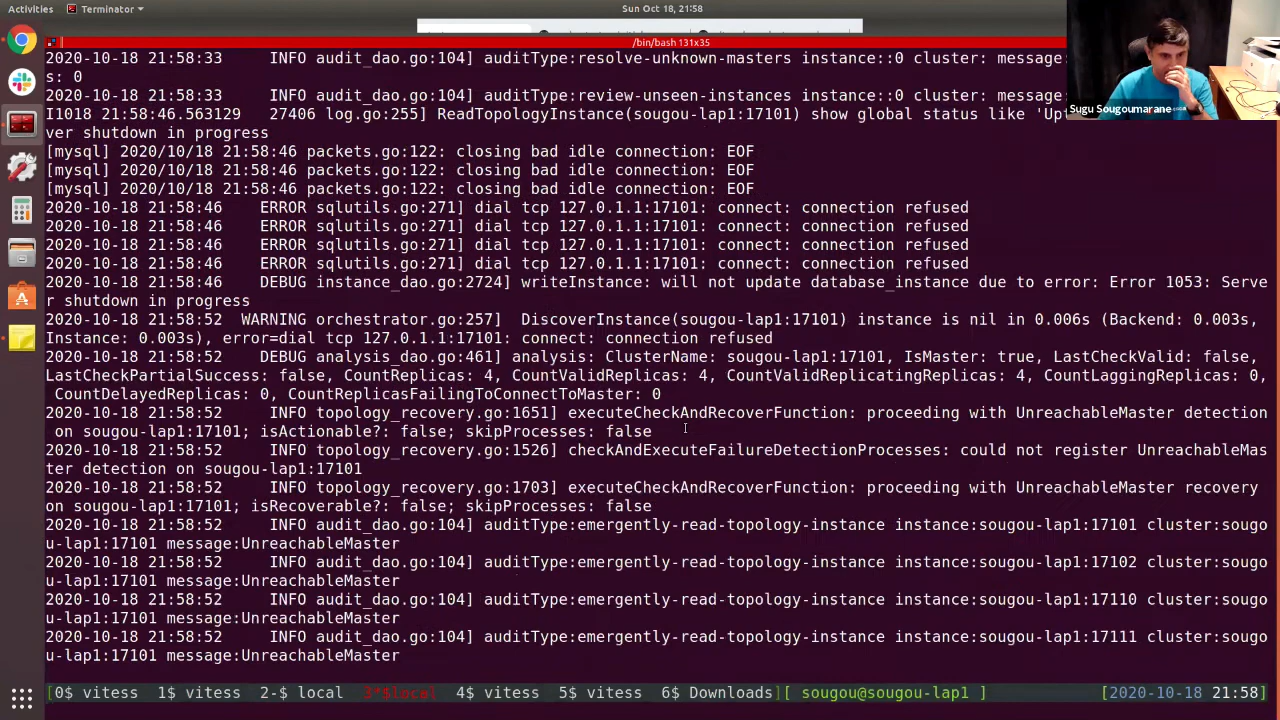 Activities
Terminator
Sun Oct 18, 21:58
/bin/bash 131x35
2020-10-18 21:58:33     INFO audit_dao.go:104] auditType:resolve-unknown-masters instance::0 cluster: message:
s: 0
2020-10-18 21:58:33     INFO audit_dao.go:104] auditType:review-unseen-instances instance::0 cluster: message:
I1018 21:58:46.563129   27406 log.go:255] ReadTopologyInstance(sougou-lap1:17101) show global status like 'Up
ver shutdown in progress
[mysql] 2020/10/18 21:58:46 packets.go:122: closing bad idle connection: EOF
[mysql] 2020/10/18 21:58:46 packets.go:122: closing bad idle connection: EOF
[mysql] 2020/10/18 21:58:46 packets.go:122: closing bad idle connection: EOF
2020-10-18 21:58:46    ERROR sqlutils.go:271] dial tcp 127.0.1.1:17101: connect: connection refused
2020-10-18 21:58:46    ERROR sqlutils.go:271] dial tcp 127.0.1.1:17101: connect: connection refused
2020-10-18 21:58:46    ERROR sqlutils.go:271] dial tcp 127.0.1.1:17101: connect: connection refused
2020-10-18 21:58:46    ERROR sqlutils.go:271] dial tcp 127.0.1.1:17101: connect: connection refused
2020-10-18 21:58:46    DEBUG instance_dao.go:2724] writeInstance: will not update database_instance due to error: Error 1053: Serve
r shutdown in progress
2020-10-18 21:58:52  WARNING orchestrator.go:257]  DiscoverInstance(sougou-lap1:17101) instance is nil in 0.006s (Backend: 0.003s,
Instance: 0.003s), error=dial tcp 127.0.1.1:17101: connect: connection refused
2020-10-18 21:58:52    DEBUG analysis_dao.go:461] analysis: ClusterName: sougou-lap1:17101, IsMaster: true, LastCheckValid: false,
LastCheckPartialSuccess: false, CountReplicas: 4, CountValidReplicas: 4, CountValidReplicatingReplicas: 4, CountLaggingReplicas: 0,
CountDelayedReplicas: 0, CountReplicasFailingToConnectToMaster: 0
2020-10-18 21:58:52     INFO topology_recovery.go:1651] executeCheckAndRecoverFunction: proceeding with UnreachableMaster detection
on sougou-lap1:17101; isActionable?: false; skipProcesses: false
2020-10-18 21:58:52     INFO topology_recovery.go:1526] checkAndExecuteFailureDetectionProcesses: could not register UnreachableMas
ter detection on sougou-lap1:17101
2020-10-18 21:58:52     INFO topology_recovery.go:1703] executeCheckAndRecoverFunction: proceeding with UnreachableMaster recovery
on sougou-lap1:17101; isRecoverable?: false; skipProcesses: false
2020-10-18 21:58:52     INFO audit_dao.go:104] auditType:emergently-read-topology-instance instance:sougou-lap1:17101 cluster:sougo
u-lap1:17101 message:UnreachableMaster
2020-10-18 21:58:52     INFO audit_dao.go:104] auditType:emergently-read-topology-instance instance:sougou-lap1:17102 cluster:sougo
u-lap1:17101 message:UnreachableMaster
2020-10-18 21:58:52     INFO audit_dao.go:104] auditType:emergently-read-topology-instance instance:sougou-lap1:17110 cluster:sougo
u-lap1:17101 message:UnreachableMaster
2020-10-18 21:58:52     INFO audit_dao.go:104] auditType:emergently-read-topology-instance instance:sougou-lap1:17111 cluster:sougo
u-lap1:17101 message:UnreachableMaster
[0$ vitess  1$ vitess  2-$ local  3*$local  4$ vitess  5$ vitess  6$ Downloads][ sougou@sougou-lap1 ]  [2020-10-18 21:58]
Sugu Sougoumarane